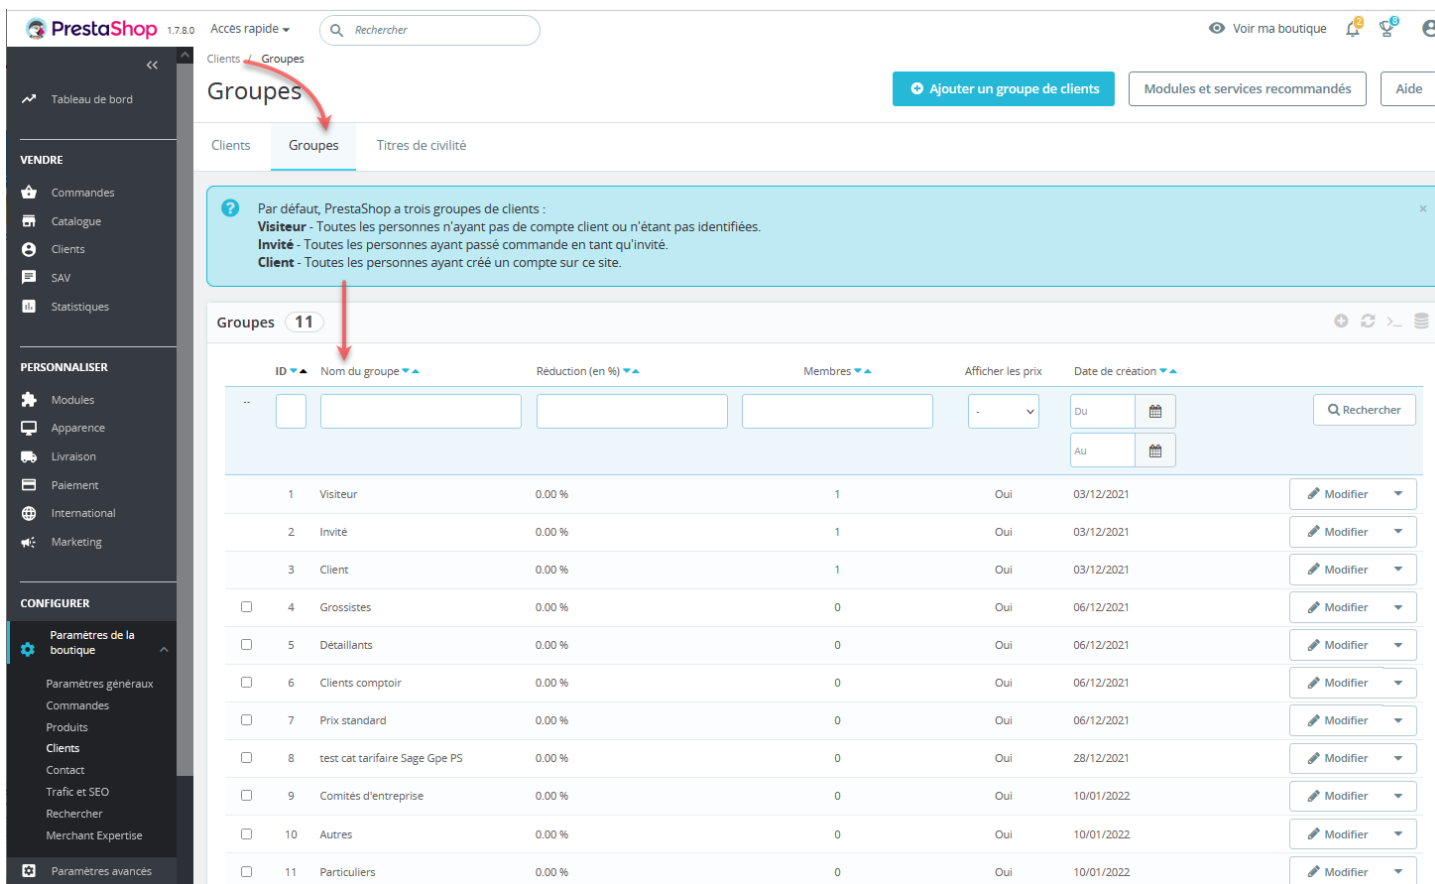 PrestaShop 1.7.8.0 Accès rapide Rechercher Voir ma boutique 2 8
Clients / Groupes
Groupes
Ajouter un groupe de clients Modules et services recommandés Aide
Clients Groupes Titres de civilité
Tableau de bord
VENDRE
Commandes
Catalogue
Clients
SAV
Statistiques
PERSONNALISER
Modules
Apparence
Livraison
Paiement
International
Marketing
CONFIGURER
Paramètres de la
boutique
Paramètres généraux
Commandes
Produits
Clients
Contact
Trafic et SEO
Rechercher
Merchant Expertise
Paramètres avancés
Par défaut, PrestaShop a trois groupes de clients :
Visiteur - Toutes les personnes n'ayant pas de compte client ou n'étant pas identifiées.
Invité - Toutes les personnes ayant passé commande en tant qu'invité.
Client - Toutes les personnes ayant créé un compte sur ce site.
Groupes 11
ID Nom du groupe Réduction (en %) Membres Afficher les prix Date de création
-- - Du Rechercher
Au
1 Visiteur 0.00 % 1 Oui 03/12/2021 Modifier
2 Invité 0.00 % 1 Oui 03/12/2021 Modifier
3 Client 0.00 % 1 Oui 03/12/2021 Modifier
4 Grossistes 0.00 % 0 Oui 06/12/2021 Modifier
5 Détaillants 0.00 % 0 Oui 06/12/2021 Modifier
6 Clients comptoir 0.00 % 0 Oui 06/12/2021 Modifier
7 Prix standard 0.00 % 0 Oui 06/12/2021 Modifier
8 test cat tarifaire Sage Gpe PS 0.00 % 0 Oui 28/12/2021 Modifier
9 Comités d'entreprise 0.00 % 0 Oui 10/01/2022 Modifier
10 Autres 0.00 % 0 Oui 10/01/2022 Modifier
11 Particuliers 0.00 % 0 Oui 10/01/2022 Modifier